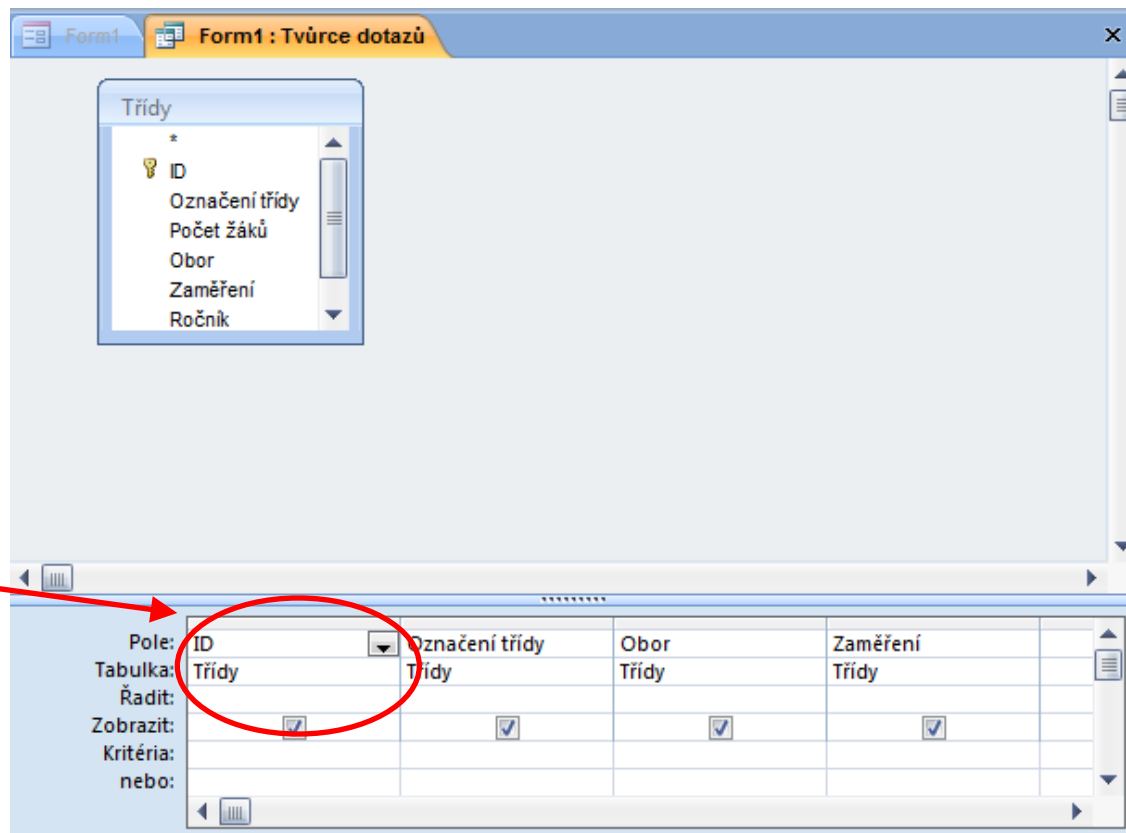 Form1 Form1 : Tvůrce dotazů
Třídy
*
ID
Označení třídy
Počet žáků
Obor
Zaměření
Ročník
Pole: ID Označení třídy Obor Zaměření
Tabulka: Třídy Třídy Třídy Třídy
Řadit:
Zobrazit:
Kritéria:
nebo: